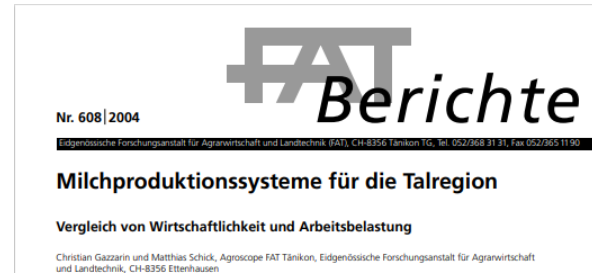 FAT
Berichte
Nr. 608|2004
Eidgenössische Forschungsanstalt für Agrarwirtschaft und Landtechnik (FAT), CH-8356 Tänikon TG, Tel. 052/368 31 31, Fax 052/365 11 90
Milchproduktionssysteme für die Talregion
Vergleich von Wirtschaftlichkeit und Arbeitsbelastung
Christian Gazzarin und Matthias Schick, Agroscope FAT Tänikon, Eidgenössische Forschungsanstalt für Agrarwirtschaft
und Landtechnik, CH-8356 Ettenhausen